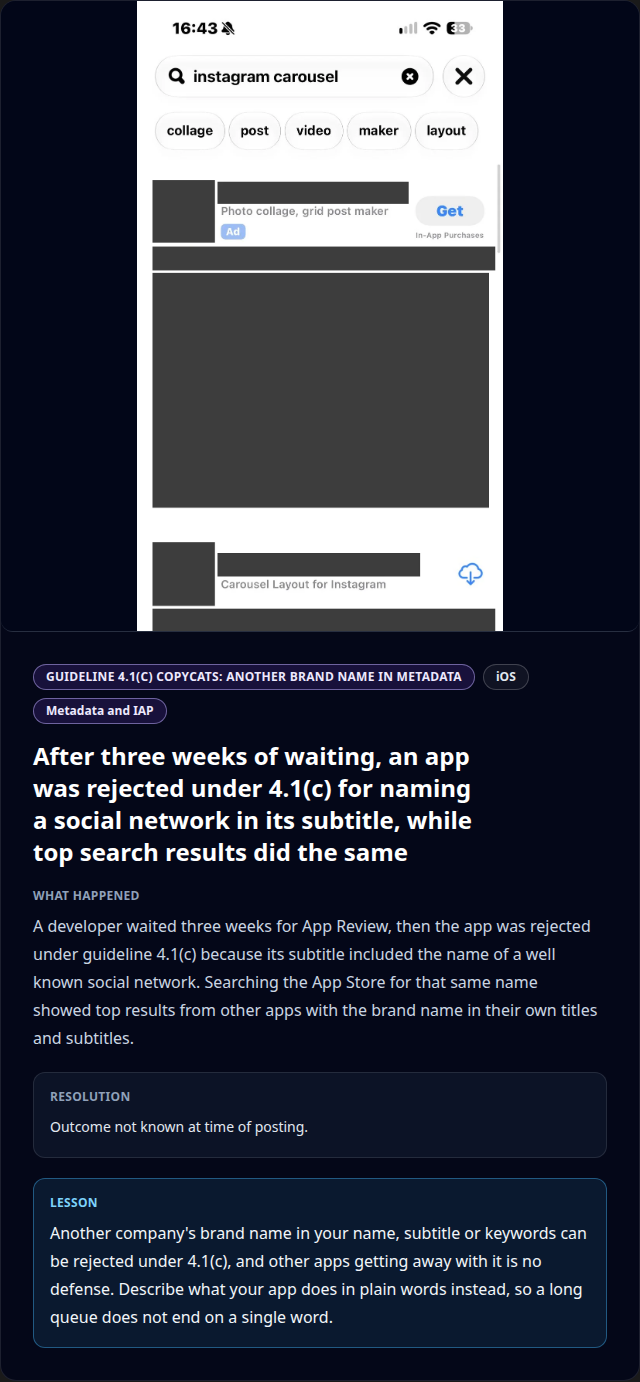 16:43
33
instagram carousel
collage
post
video
maker
layout
Photo collage, grid post maker
Get
Ad
In-App Purchases
Carousel Layout for Instagram
GUIDELINE 4.1(C) COPYCATS: ANOTHER BRAND NAME IN METADATA
iOS
Metadata and IAP
After three weeks of waiting, an app
was rejected under 4.1(c) for naming
a social network in its subtitle, while
top search results did the same
WHAT HAPPENED
A developer waited three weeks for App Review, then the app was rejected
under guideline 4.1(c) because its subtitle included the name of a well
known social network. Searching the App Store for that same name
showed top results from other apps with the brand name in their own titles
and subtitles.
RESOLUTION
Outcome not known at time of posting.
LESSON
Another company's brand name in your name, subtitle or keywords can
be rejected under 4.1(c), and other apps getting away with it is no
defense. Describe what your app does in plain words instead, so a long
queue does not end on a single word.